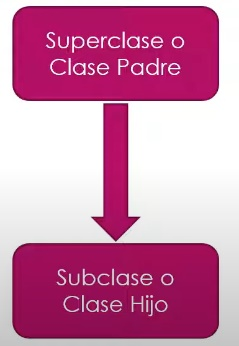 Superclase o
Clase Padre
Subclase o
Clase Hijo